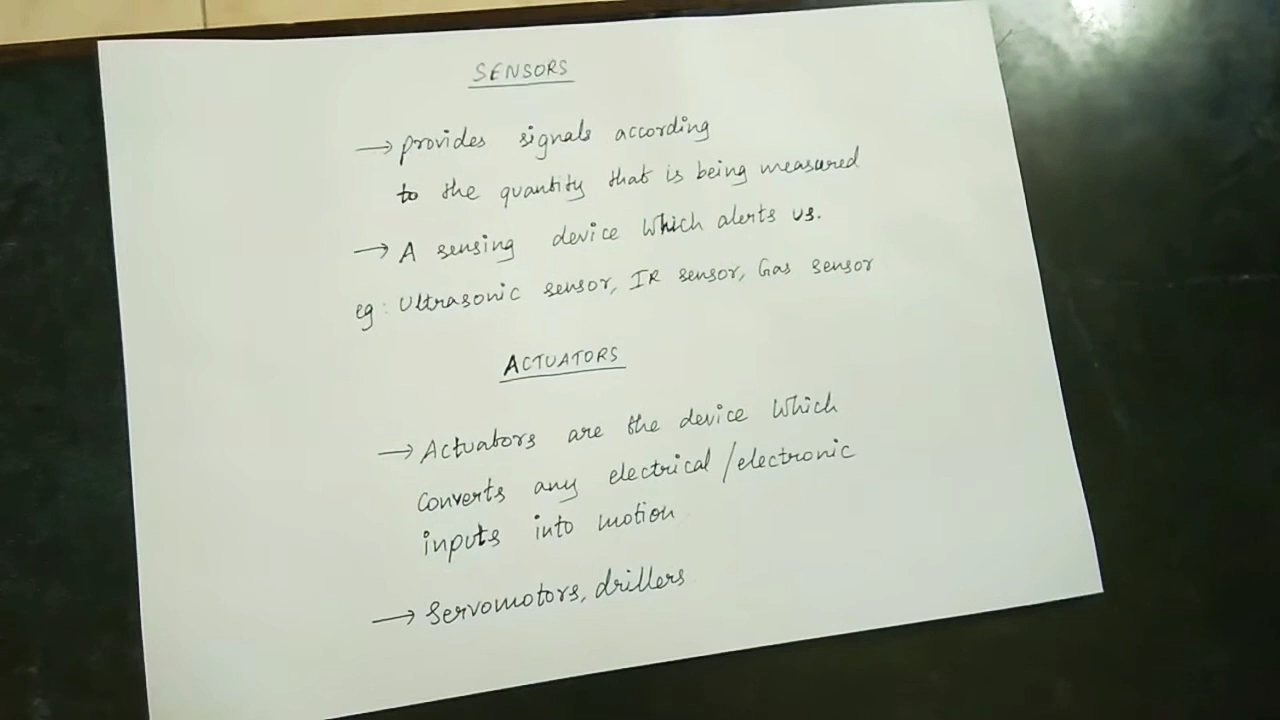 SENSORS
→ provides signals according
to the quantity that is being measured
→ A sensing device which alerts us.
eg: Ultrasonic sensor, IR sensor, Gas sensor
ACTUATORS
→ Actuators are the device which
converts any electrical/electronic
inputs into motion
→ Servomotors, drillers